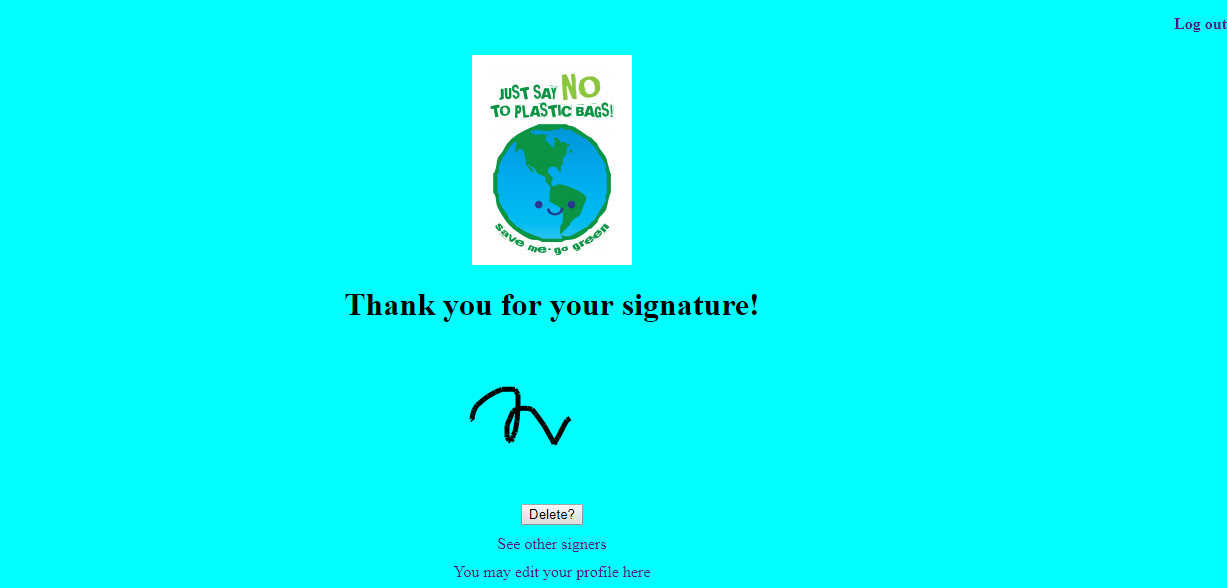 Log out
JUST SAY NO
TO PLASTIC BAGS!
save me-go green
Thank you for your signature!
Delete?
See other signers
You may edit your profile here